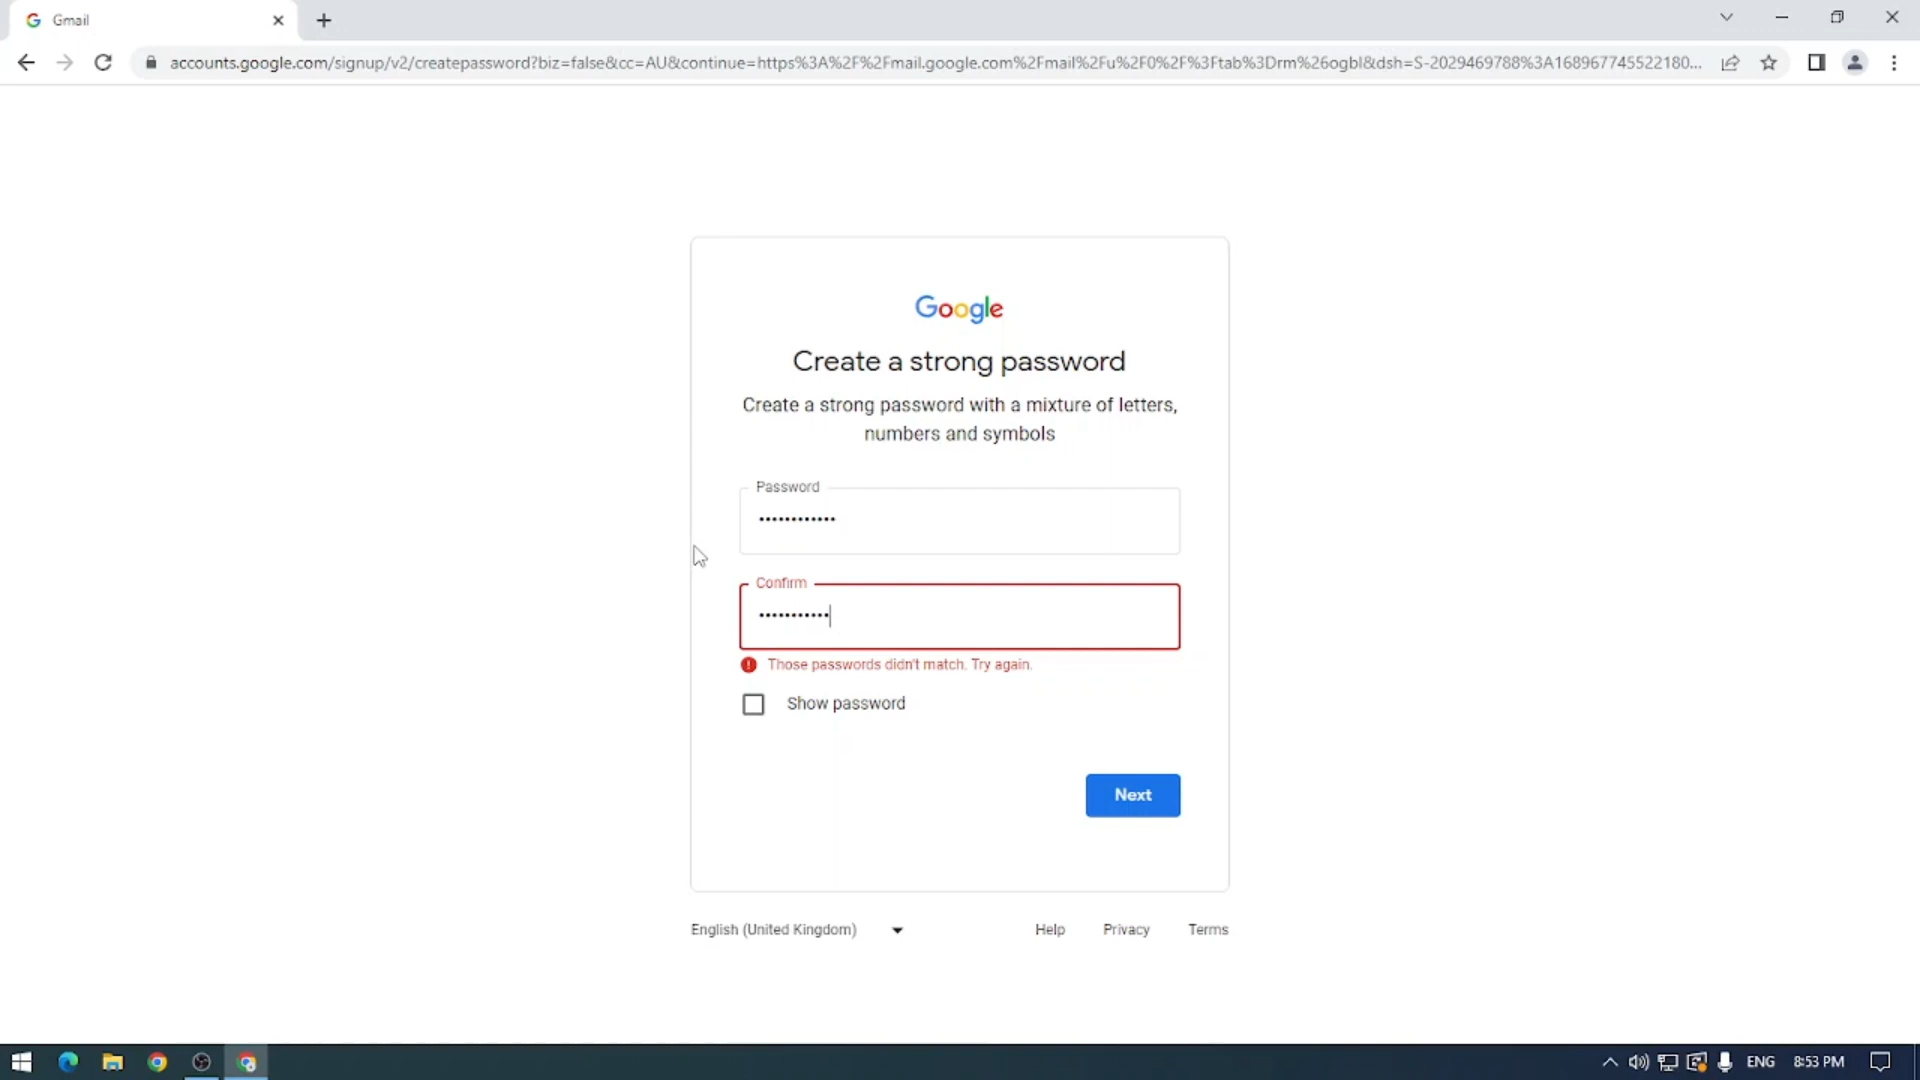 Gmail
accounts.google.com/signup/v2/createpassword?biz=false&cc=AU&continue=https%3A%2F%2Fmail.google.com%2Fmail%2Fu%2F0%2F%3Ftab%3Drm%26ogbl&dsh=S-2029469788%3A168967745522180...
Google
Create a strong password
Create a strong password with a mixture of letters,
numbers and symbols
Password
••••••••••••
Confirm
•••••••••••
Those passwords didn't match. Try again.
Show password
Next
English (United Kingdom)
Help Privacy Terms
ENG 8:53 PM